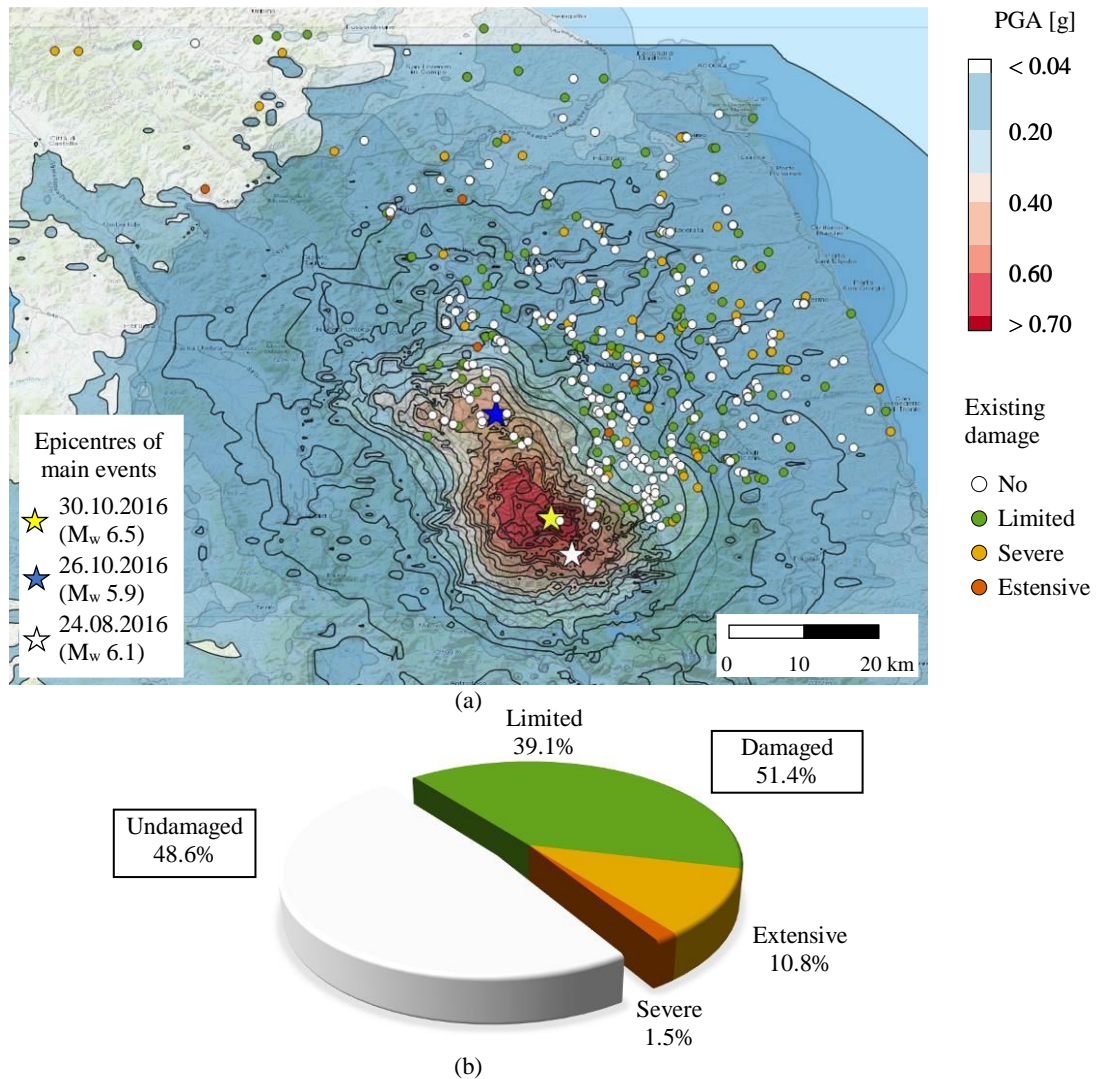 PGA [g]
< 0.04
0.20
0.40
0.60
> 0.70
Existing
damage
No
Limited
Severe
Estensive
Epicentres of
main events
30.10.2016
(Mw 6.5)
26.10.2016
(Mw 5.9)
24.08.2016
(Mw 6.1)
0 10 20 km
(a)
Limited
39.1%
Damaged
51.4%
Undamaged
48.6%
Extensive
10.8%
Severe
1.5%
(b)